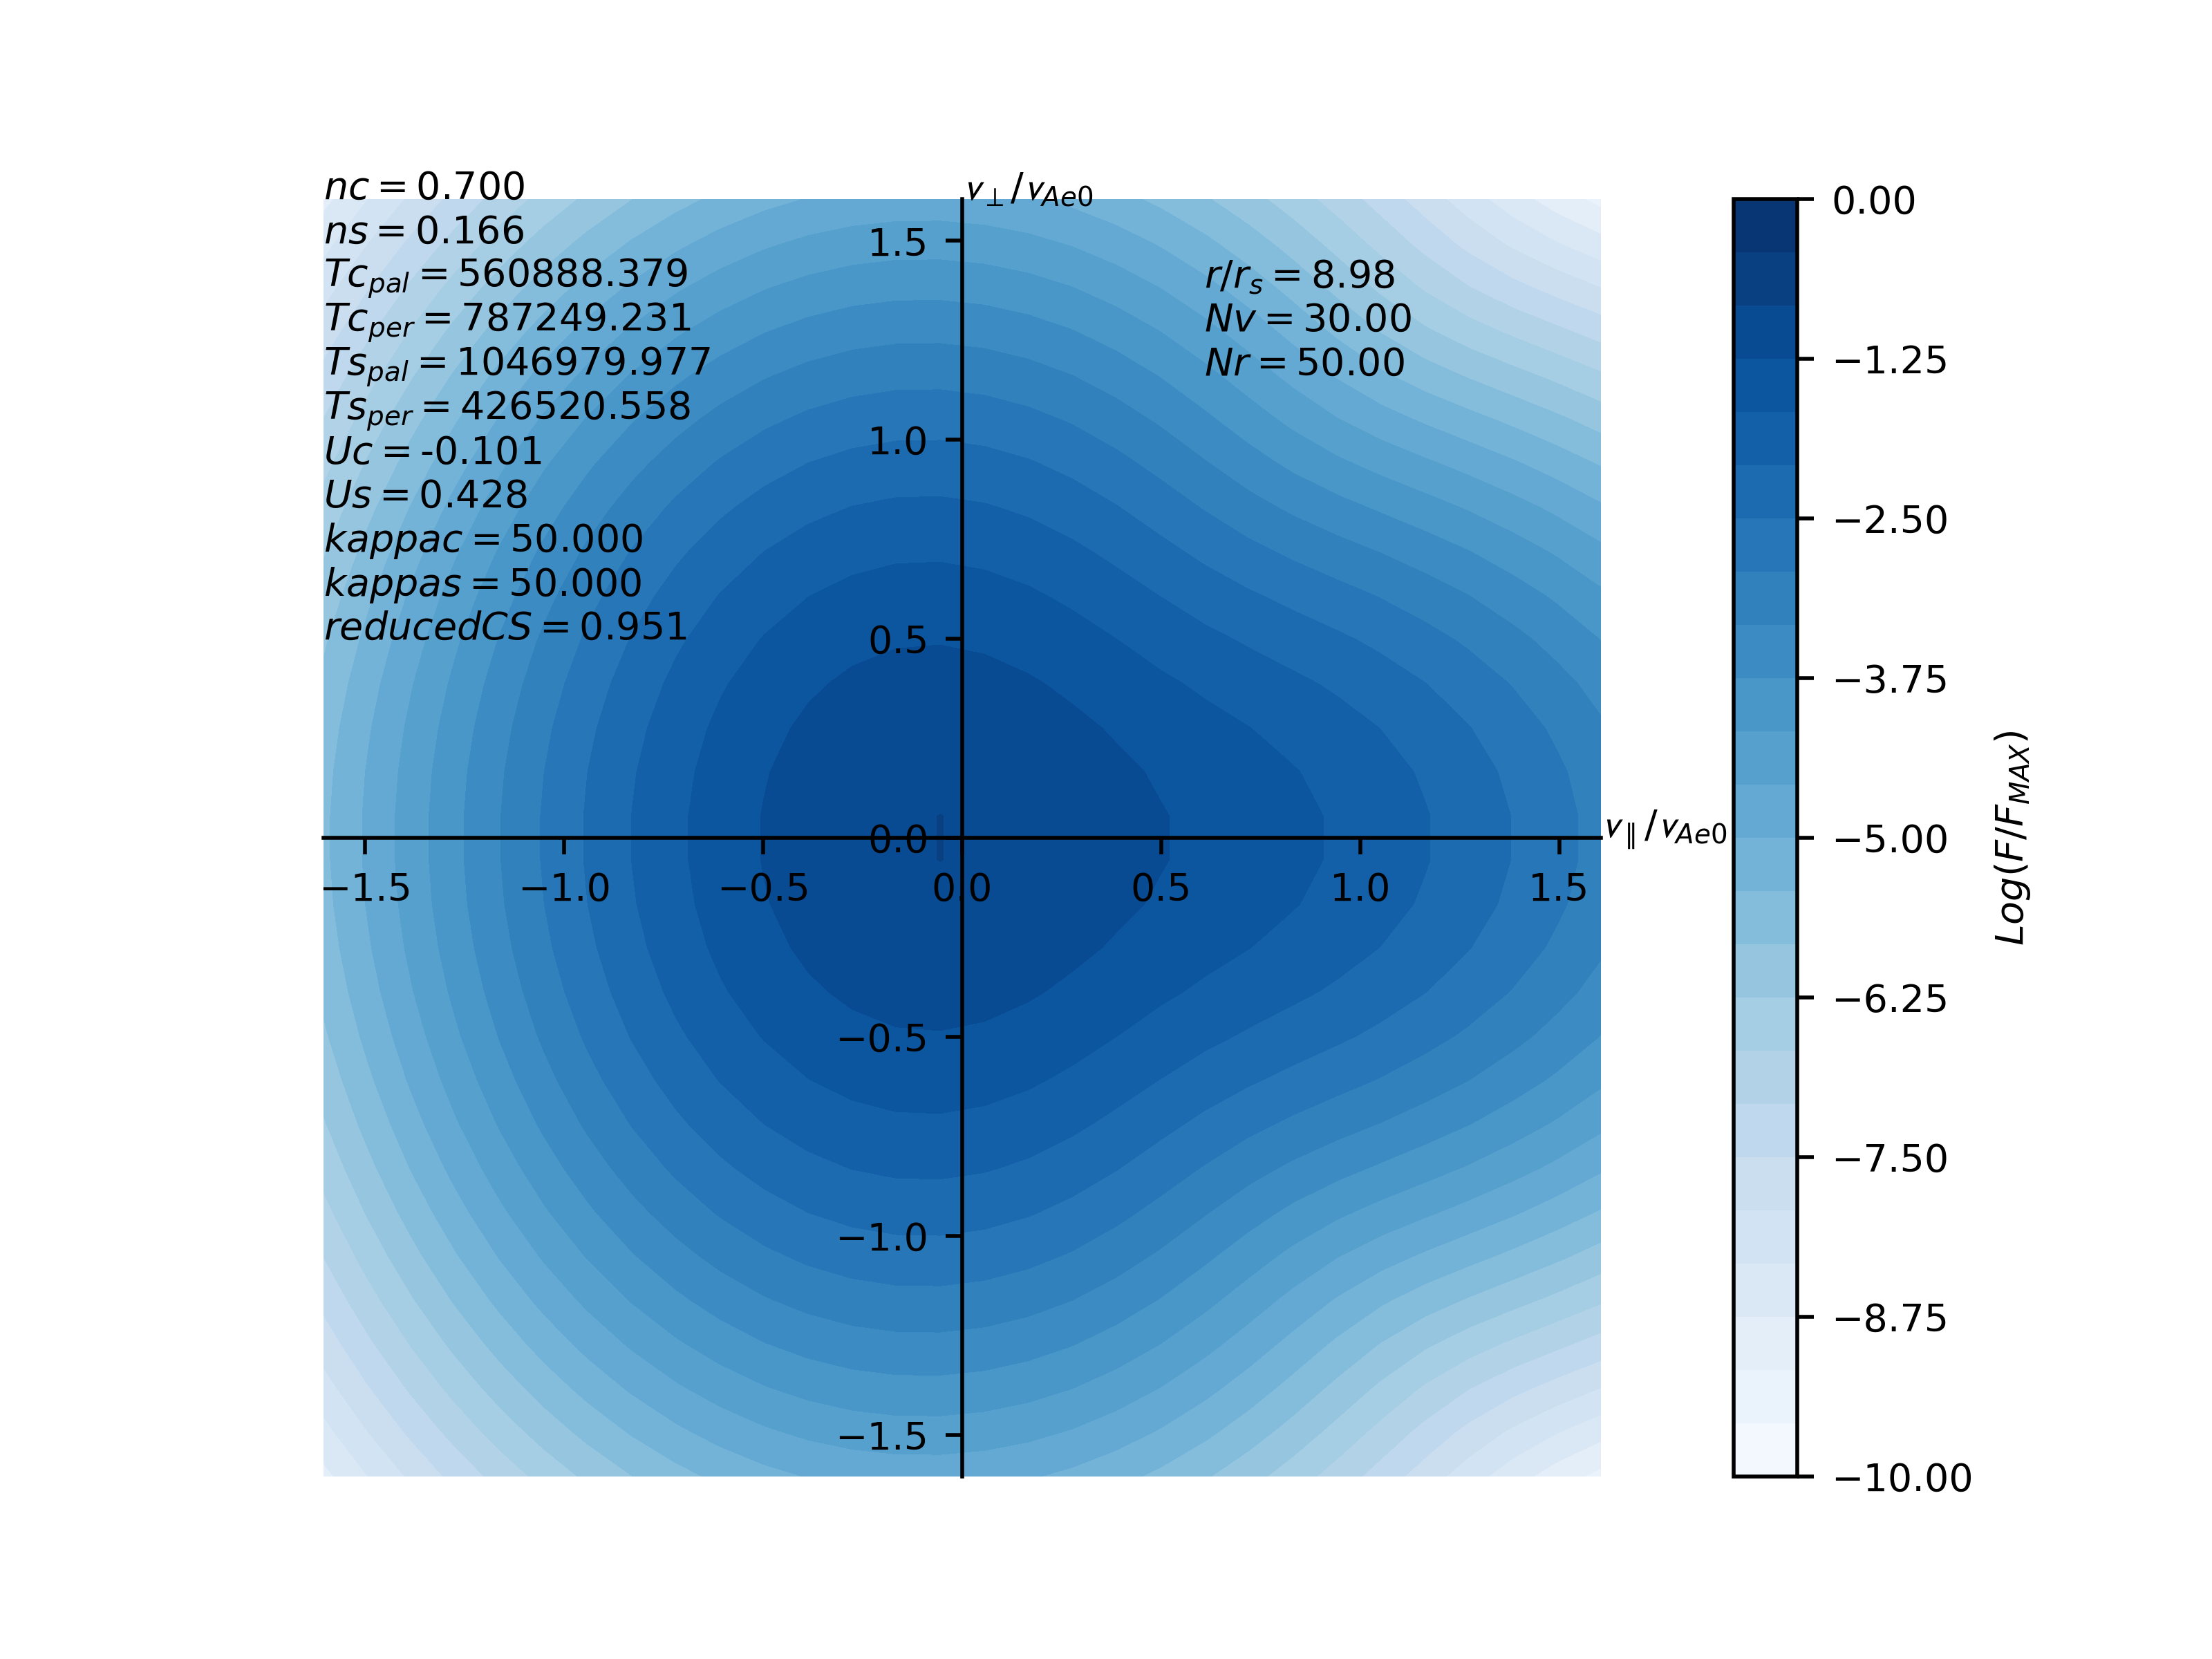 nc = 0.700
ns = 0.166
Tc_pal = 560888.379
Tc_per = 787249.231
Ts_pal = 1046979.977
Ts_per = 426520.558
Uc = -0.101
Us = 0.428
kappac = 50.000
kappas = 50.000
reducedCS = 0.951
v⊥/vAe0
r/r_s = 8.98
Nv = 30.00
Nr = 50.00
1.5
1.0
0.5
0.0
−0.5
−1.0
−1.5
−1.5
−1.0
−0.5
0.0
0.5
1.0
1.5
v∥/vAe0
0.00
−1.25
−2.50
−3.75
−5.00
−6.25
−7.50
−8.75
−10.00
Log(F/F_MAX)